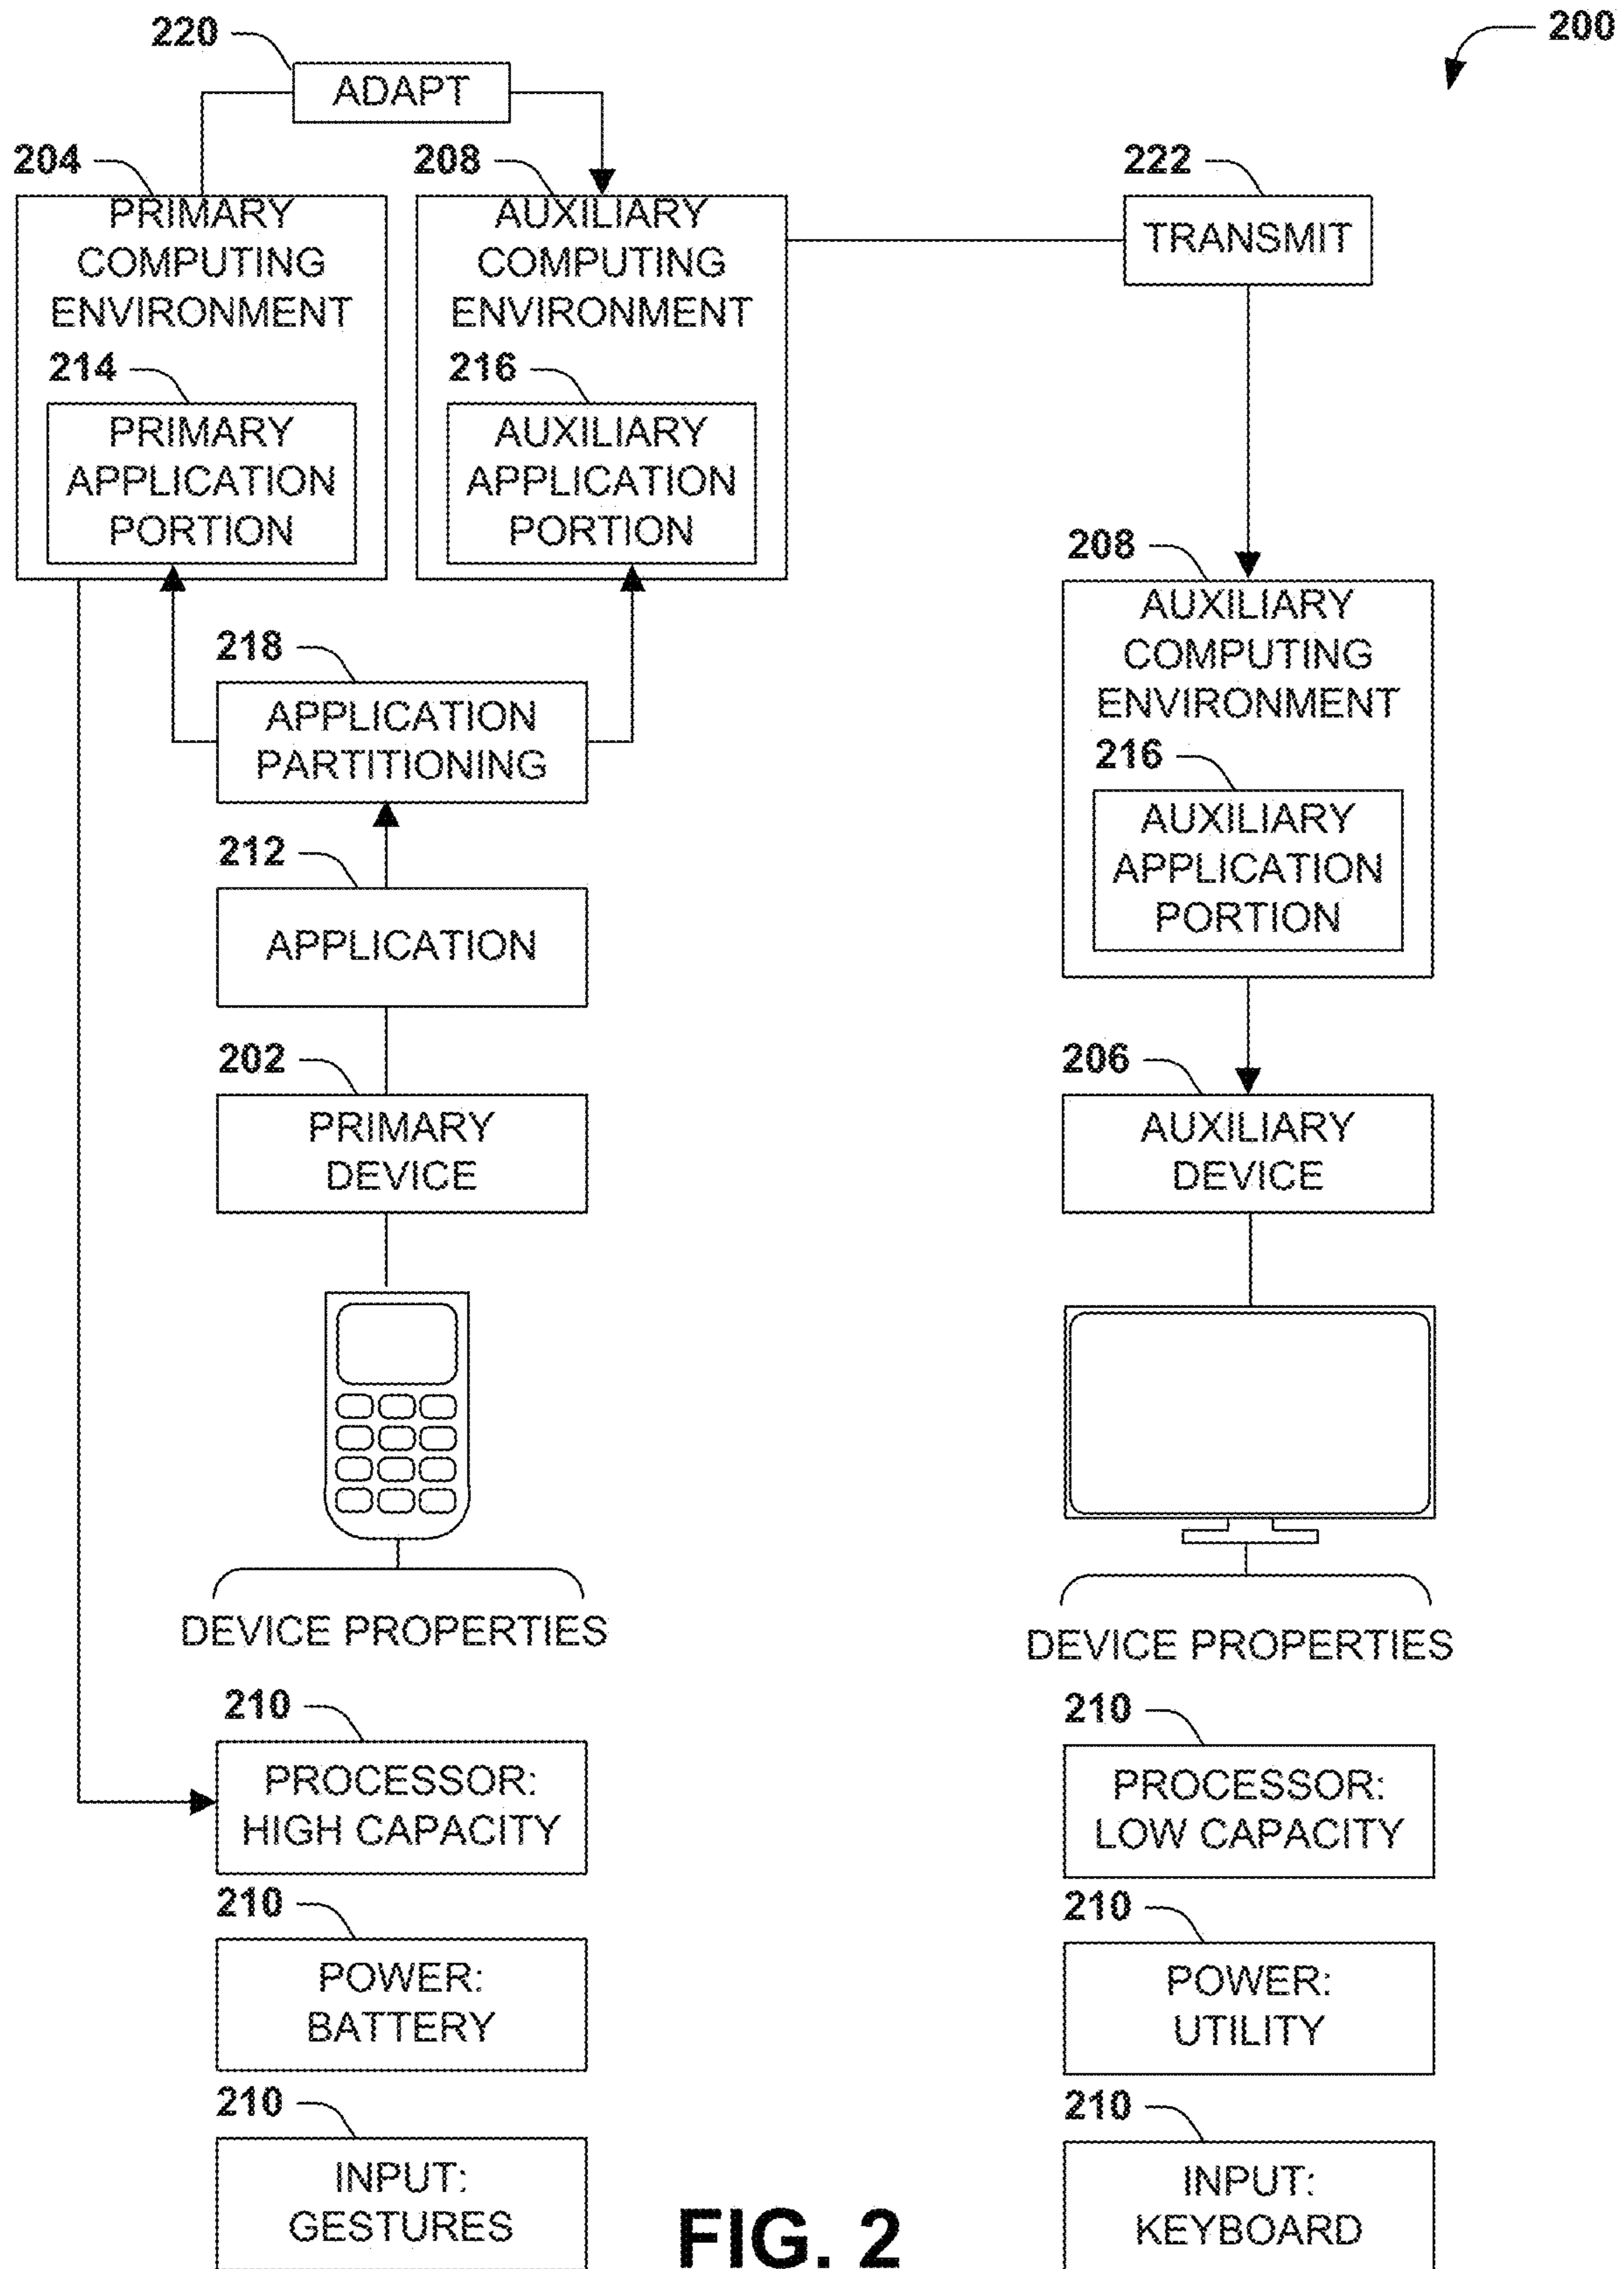 200
220
ADAPT
204
208
222
PRIMARY
COMPUTING
ENVIRONMENT
AUXILIARY
COMPUTING
ENVIRONMENT
TRANSMIT
214
216
PRIMARY
APPLICATION
PORTION
AUXILIARY
APPLICATION
PORTION
208
AUXILIARY
COMPUTING
ENVIRONMENT
216
AUXILIARY
APPLICATION
PORTION
218
APPLICATION
PARTITIONING
212
APPLICATION
202
PRIMARY
DEVICE
206
AUXILIARY
DEVICE
DEVICE PROPERTIES
DEVICE PROPERTIES
210
PROCESSOR:
HIGH CAPACITY
210
PROCESSOR:
LOW CAPACITY
210
POWER:
BATTERY
210
POWER:
UTILITY
210
INPUT:
GESTURES
210
INPUT:
KEYBOARD
FIG. 2